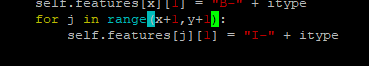 self.features[x][1] = "B-" + itype
for j in range(x+1,y+1):
self.features[j][1] = "I-" + itype